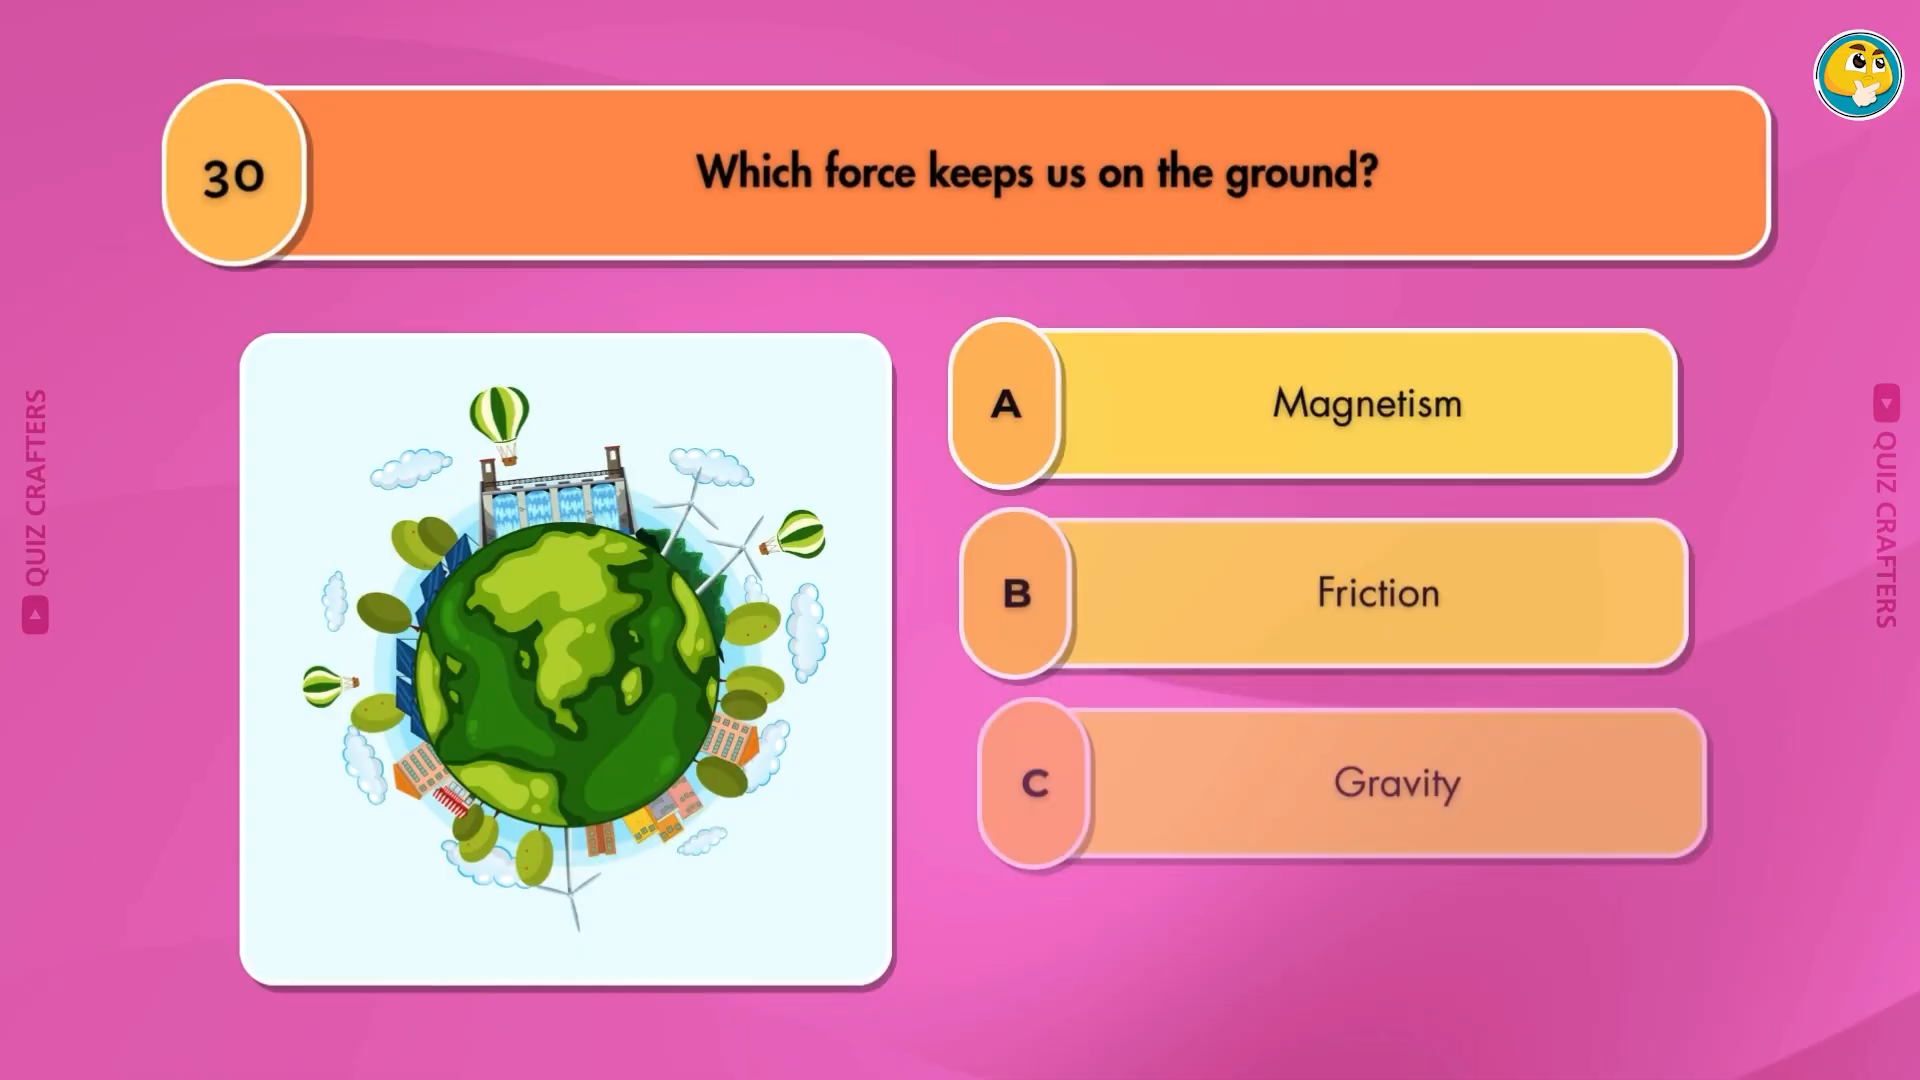 30
Which force keeps us on the ground?
A
Magnetism
B
Friction
C
Gravity
QUIZ CRAFTERS
QUIZ CRAFTERS